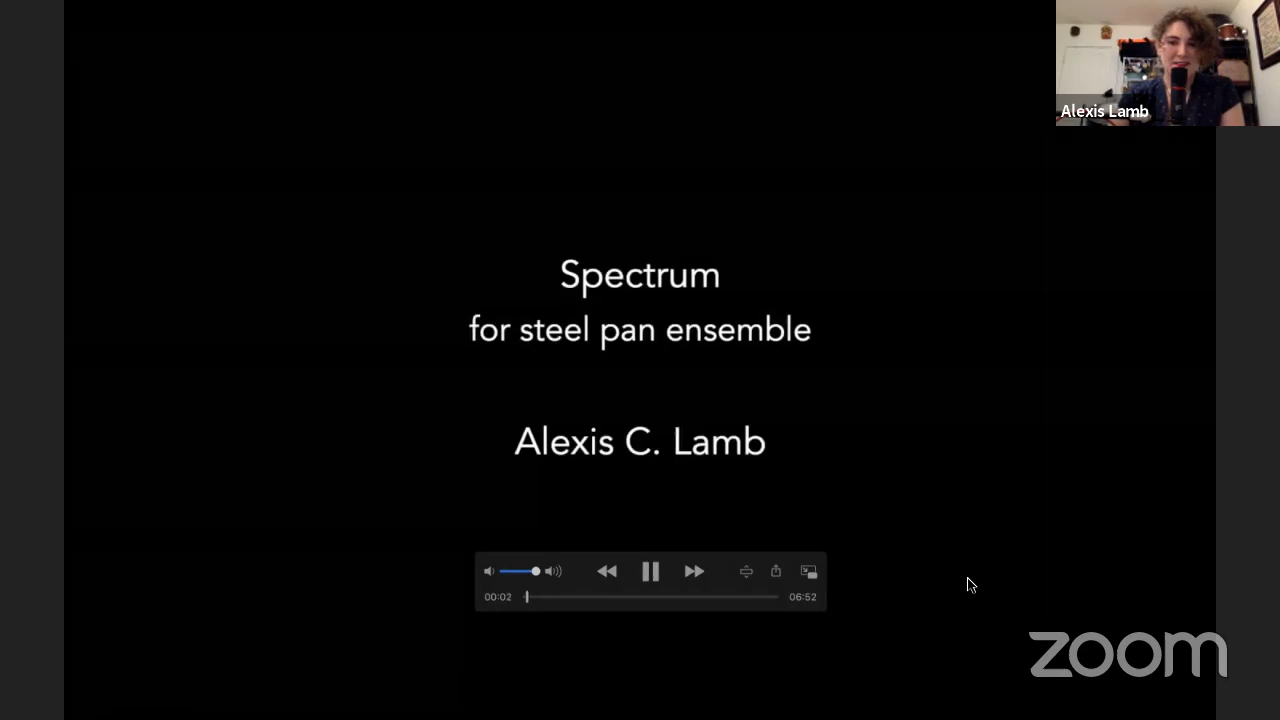 Alexis Lamb
Spectrum
for steel pan ensemble
Alexis C. Lamb
00:02
06:52
zoom